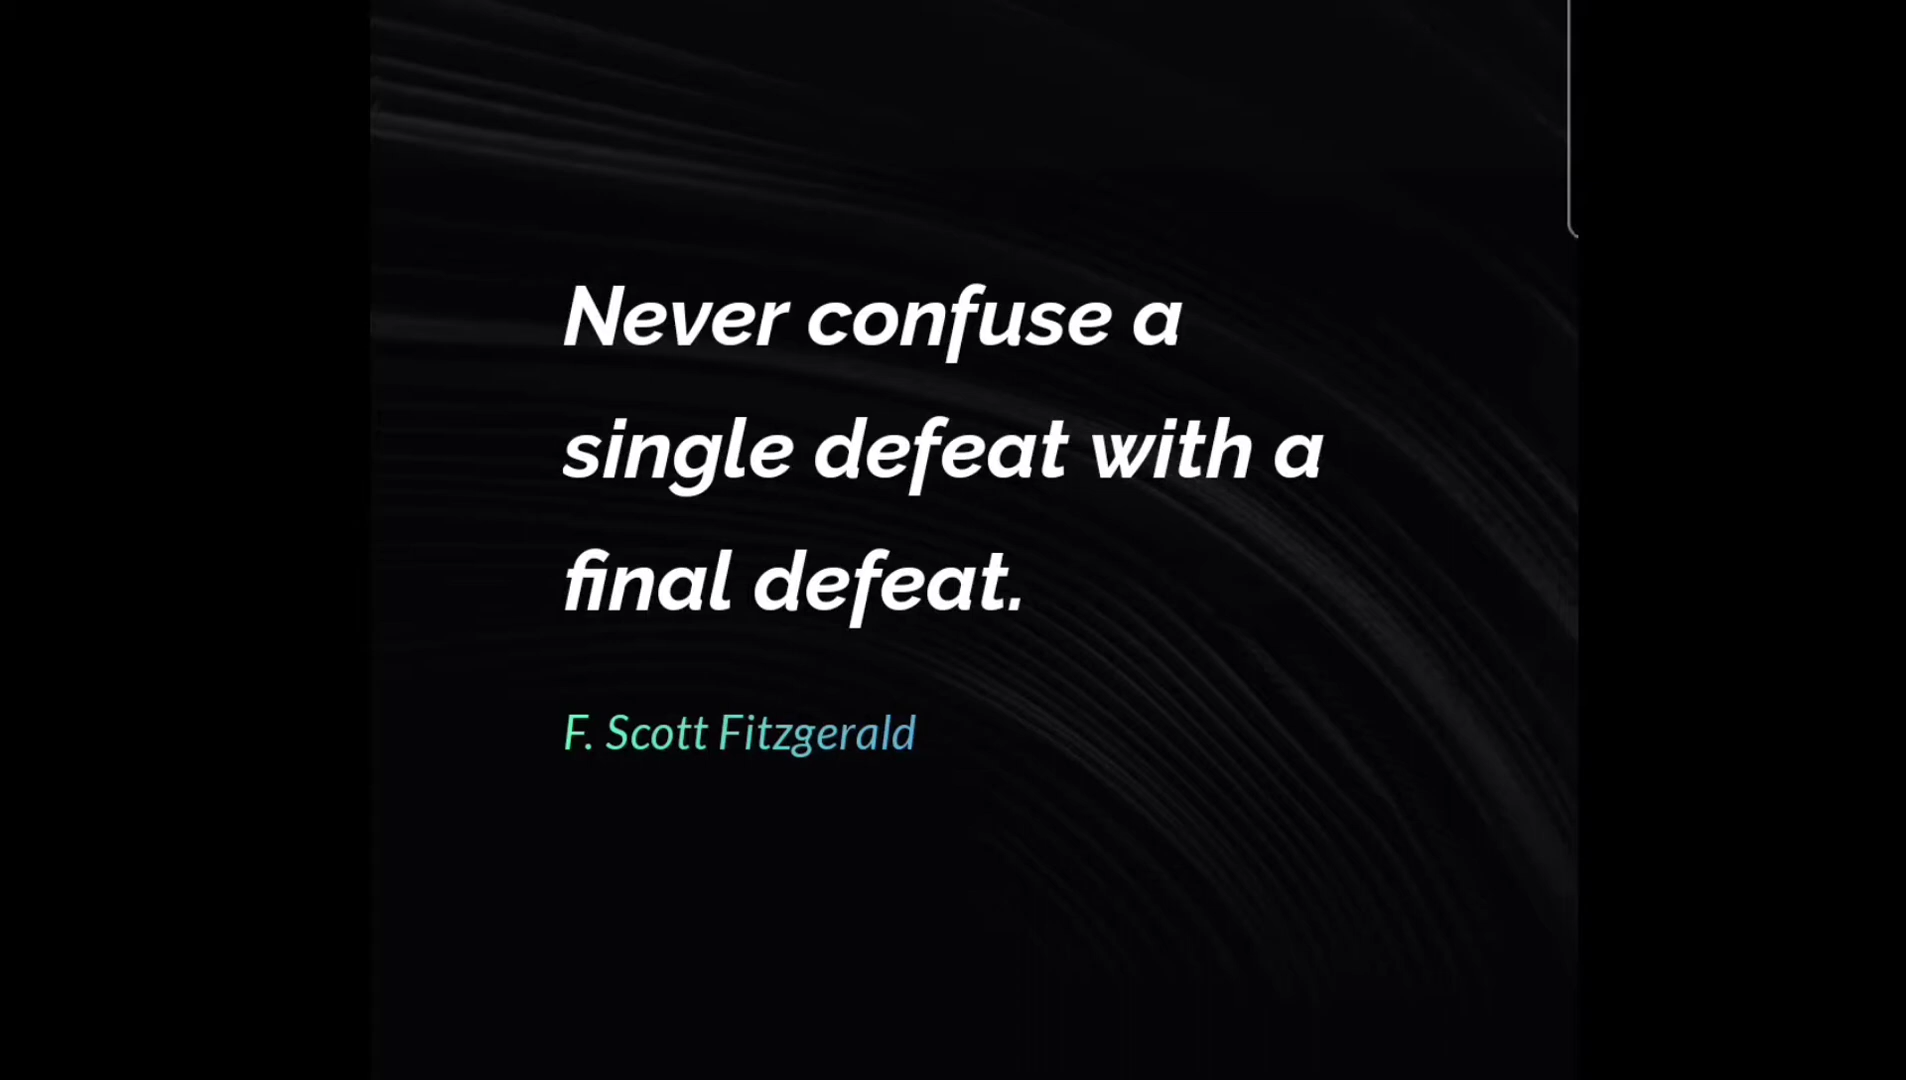 Never confuse a
single defeat with a
final defeat.
F. Scott Fitzgerald